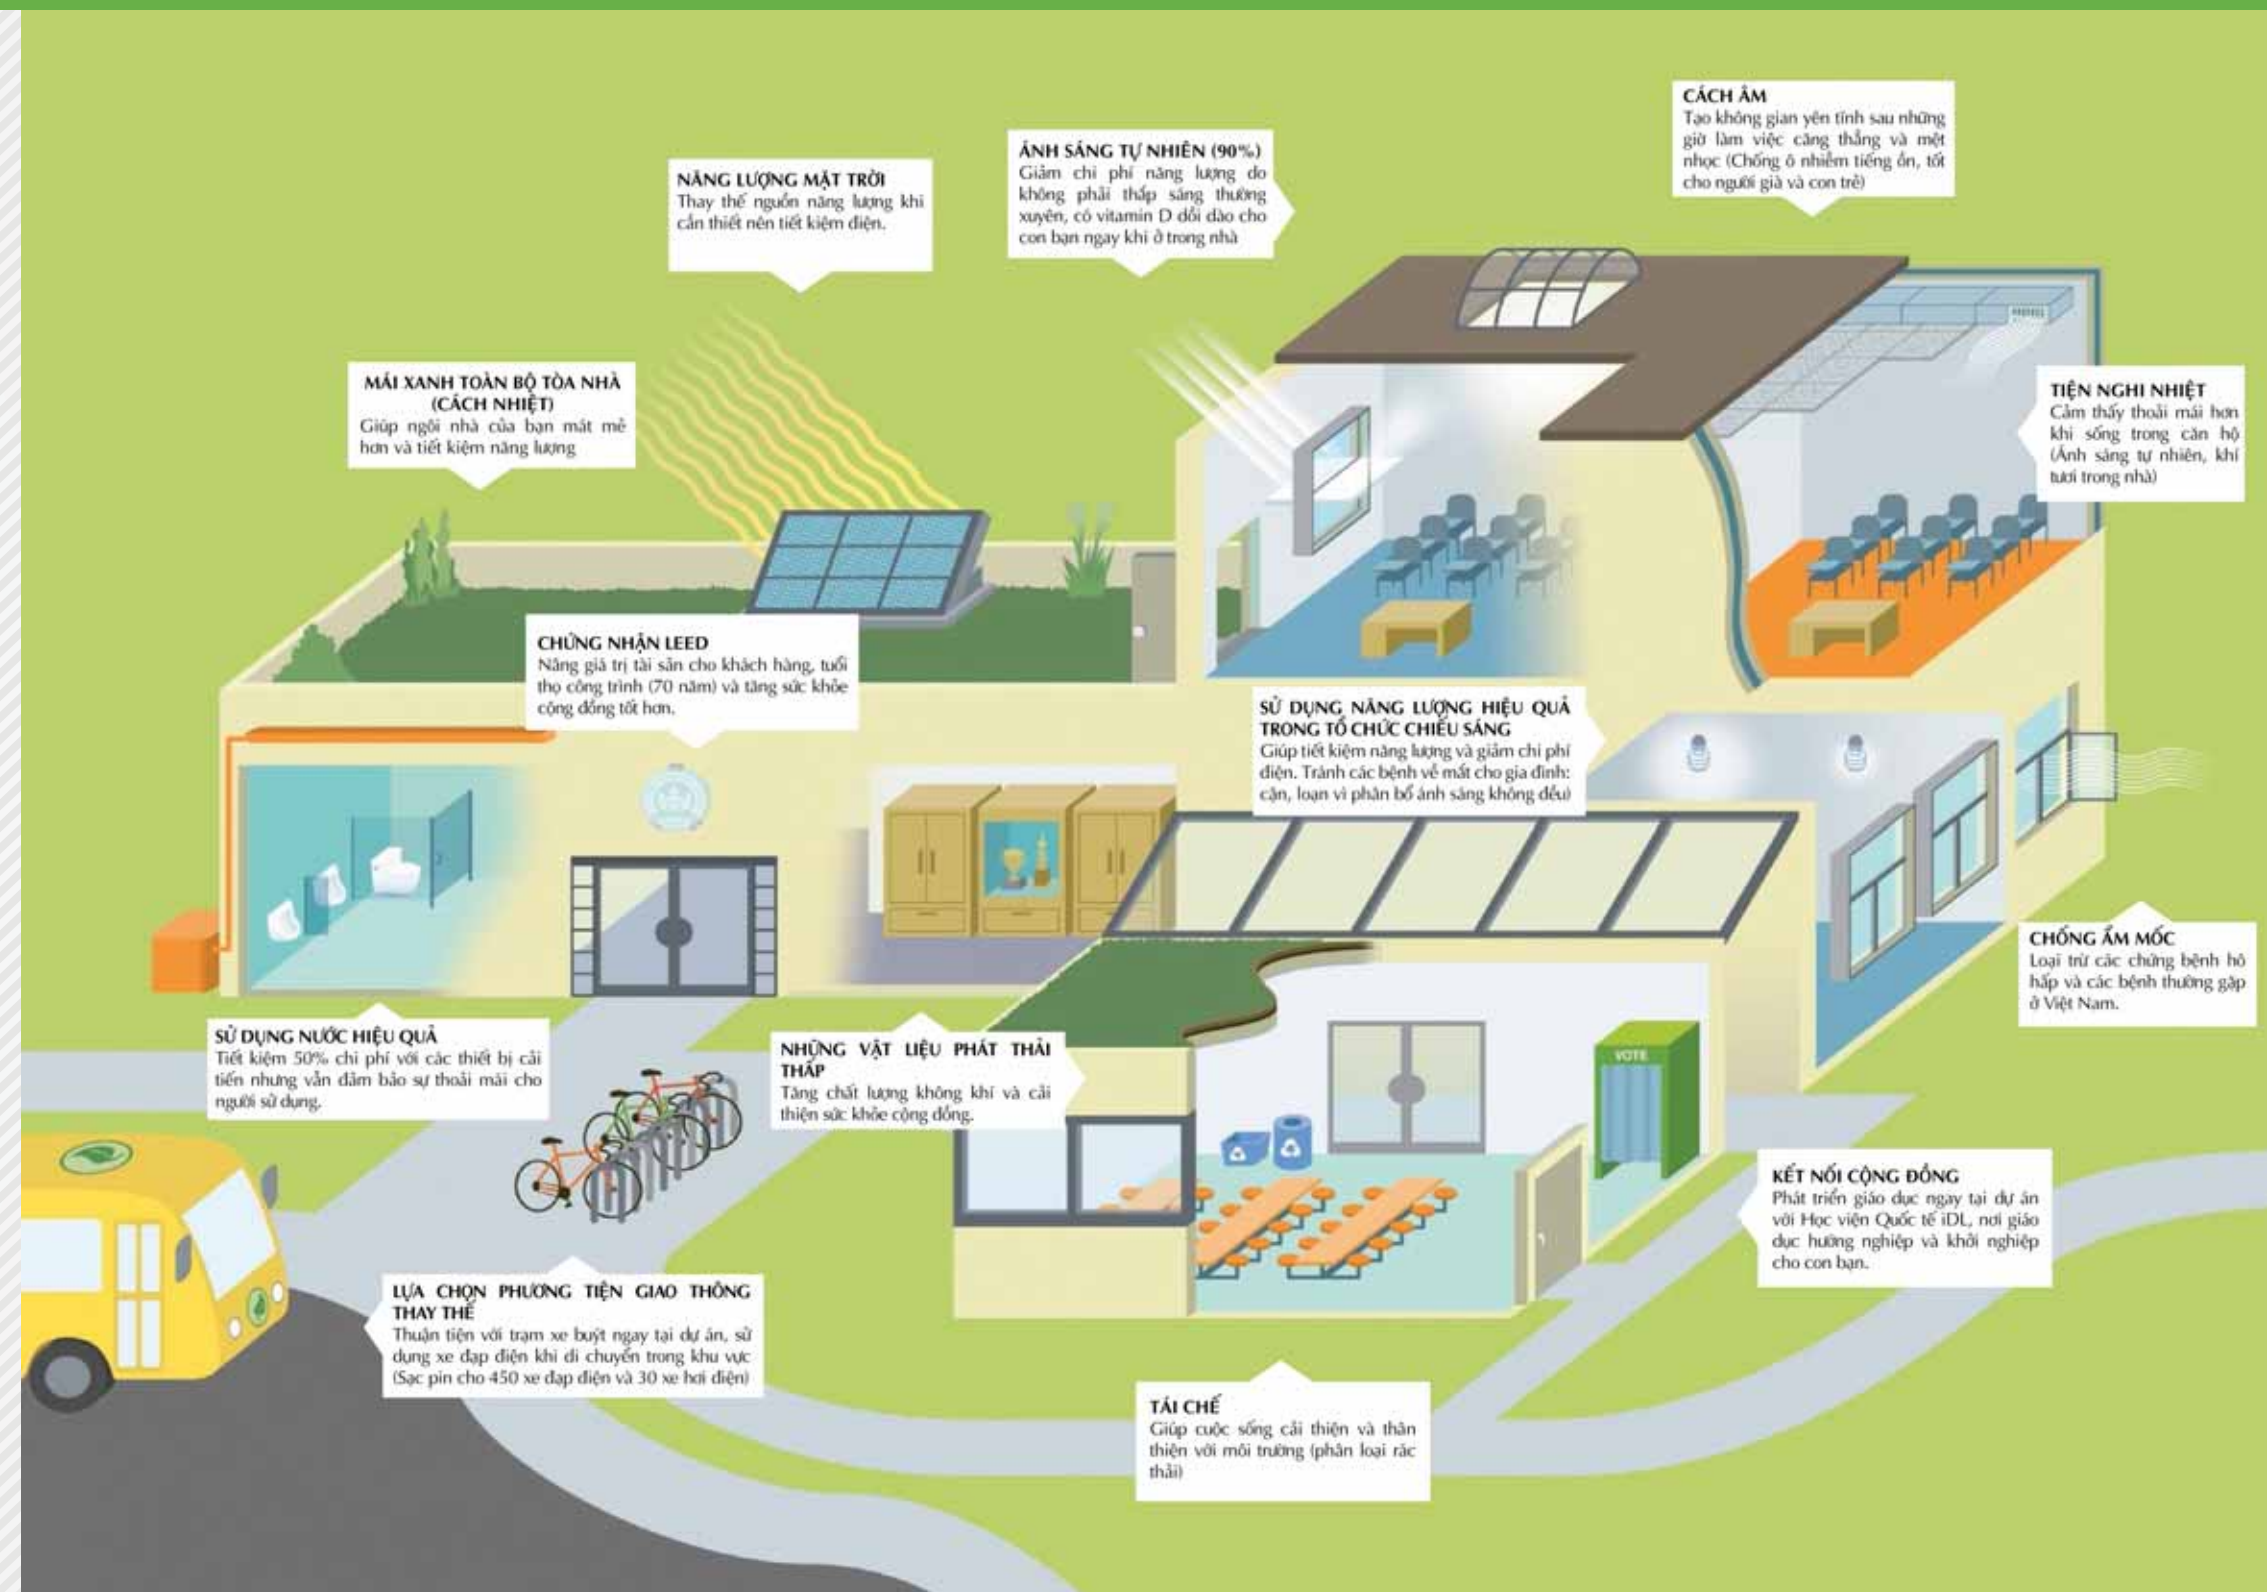 CÁCH ÂM
Tạo không gian yên tĩnh sau những
giờ làm việc căng thẳng và mệt
nhọc (Chống ô nhiễm tiếng ồn, tốt
cho người già và con trẻ)
ÁNH SÁNG TỰ NHIÊN (90%)
Giảm chi phí năng lượng do
không phải thắp sáng thường
xuyên, có vitamin D dồi dào cho
con bạn ngay khi ở trong nhà
NĂNG LƯỢNG MẶT TRỜI
Thay thế nguồn năng lượng khi
cần thiết nên tiết kiệm điện.
MÁI XANH TOÀN BỘ TÒA NHÀ
(CÁCH NHIỆT)
Giúp ngôi nhà của bạn mát mẻ
hơn và tiết kiệm năng lượng
TIỆN NGHI NHIỆT
Cảm thấy thoải mái hơn
khi sống trong căn hộ
(Ánh sáng tự nhiên, khí
tươi trong nhà)
CHỨNG NHẬN LEED
Nâng giá trị tài sản cho khách hàng, tuổi
thọ công trình (70 năm) và tăng sức khỏe
cộng đồng tốt hơn.
SỬ DỤNG NĂNG LƯỢNG HIỆU QUẢ
TRONG TỔ CHỨC CHIẾU SÁNG
Giúp tiết kiệm năng lượng và giảm chi phí
điện. Tránh các bệnh về mắt cho gia đình:
cận, loạn vì phân bố ánh sáng không đều)
CHỐNG ẨM MỐC
Loại trừ các chứng bệnh hô
hấp và các bệnh thường gặp
ở Việt Nam.
SỬ DỤNG NƯỚC HIỆU QUẢ
Tiết kiệm 50% chi phí với các thiết bị cải
tiến nhưng vẫn đảm bảo sự thoải mái cho
người sử dụng.
NHỮNG VẬT LIỆU PHÁT THẢI
THẤP
Tăng chất lượng không khí và cải
thiện sức khỏe cộng đồng.
VOTE
KẾT NỐI CỘNG ĐỒNG
Phát triển giáo dục ngay tại dự án
với Học viện Quốc tế iDL, nơi giáo
dục hướng nghiệp và khởi nghiệp
cho con bạn.
LỰA CHỌN PHƯƠNG TIỆN GIAO THÔNG
THAY THẾ
Thuận tiện với trạm xe buýt ngay tại dự án, sử
dụng xe đạp điện khi di chuyển trong khu vực
(Sạc pin cho 450 xe đạp điện và 30 xe hơi điện)
TÁI CHẾ
Giúp cuộc sống cải thiện và thân
thiện với môi trường (phân loại rác
thải)